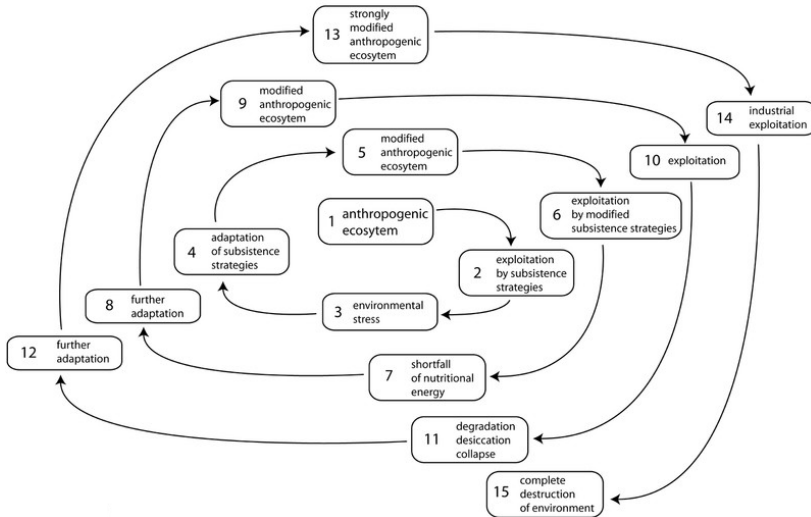 1 anthropogenic
ecosytem
2 exploitation
by subsistence
strategies
3 environmental
stress
4 adaptation
of subsistence
strategies
5 modified
anthropogenic
ecosytem
6 exploitation
by modified
subsistence strategies
7 shortfall
of nutritional
energy
8 further
adaptation
9 modified
anthropogenic
ecosytem
10 exploitation
11 degradation
desiccation
collapse
12 further
adaptation
13 strongly
modified
anthropogenic
ecosytem
14 industrial
exploitation
15 complete
destruction
of environment